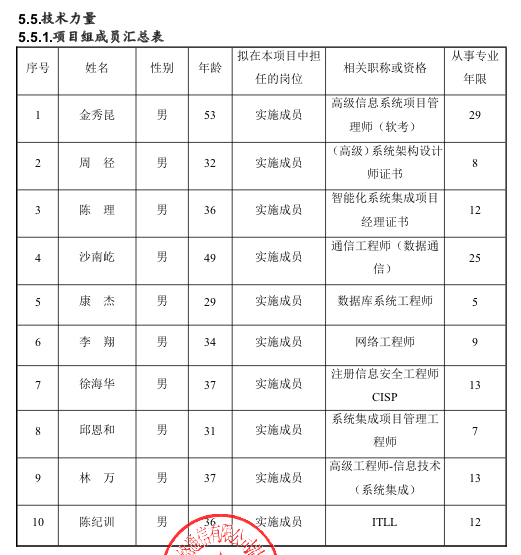 5.5.技术力量
5.5.1.项目组成员汇总表
序号 姓名 性别 年龄 拟在本项目中担任的岗位 相关职称或资格 从事专业年限
1 金秀昆 男 53 实施成员 高级信息系统项目管理师（软考） 29
2 周 径 男 32 实施成员 （高级）系统架构设计师证书 8
3 陈 理 男 36 实施成员 智能化系统集成项目经理证书 12
4 沙南屹 男 49 实施成员 通信工程师（数据通信） 25
5 康 杰 男 29 实施成员 数据库系统工程师 5
6 李 翔 男 34 实施成员 网络工程师 9
7 徐海华 男 37 实施成员 注册信息安全工程师 CISP 13
8 邱恩和 男 31 实施成员 系统集成项目管理工程师 7
9 林 万 男 37 实施成员 高级工程师-信息技术（系统集成） 13
10 陈纪训 男 36 实施成员 ITLL 12
通信有限公